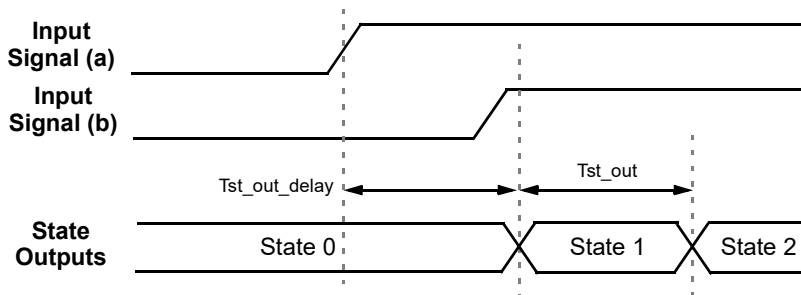 Input
Signal (a)
Input
Signal (b)
Tst_out_delay
Tst_out
State
Outputs
State 0
State 1
State 2